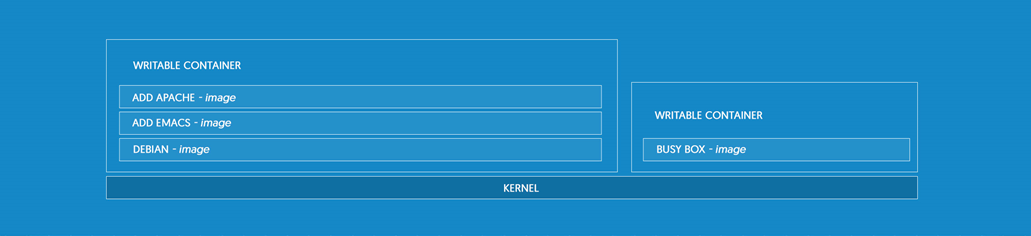 WRITABLE CONTAINER
ADD APACHE - image
ADD EMACS - image
DEBIAN - image
WRITABLE CONTAINER
BUSY BOX - image
KERNEL